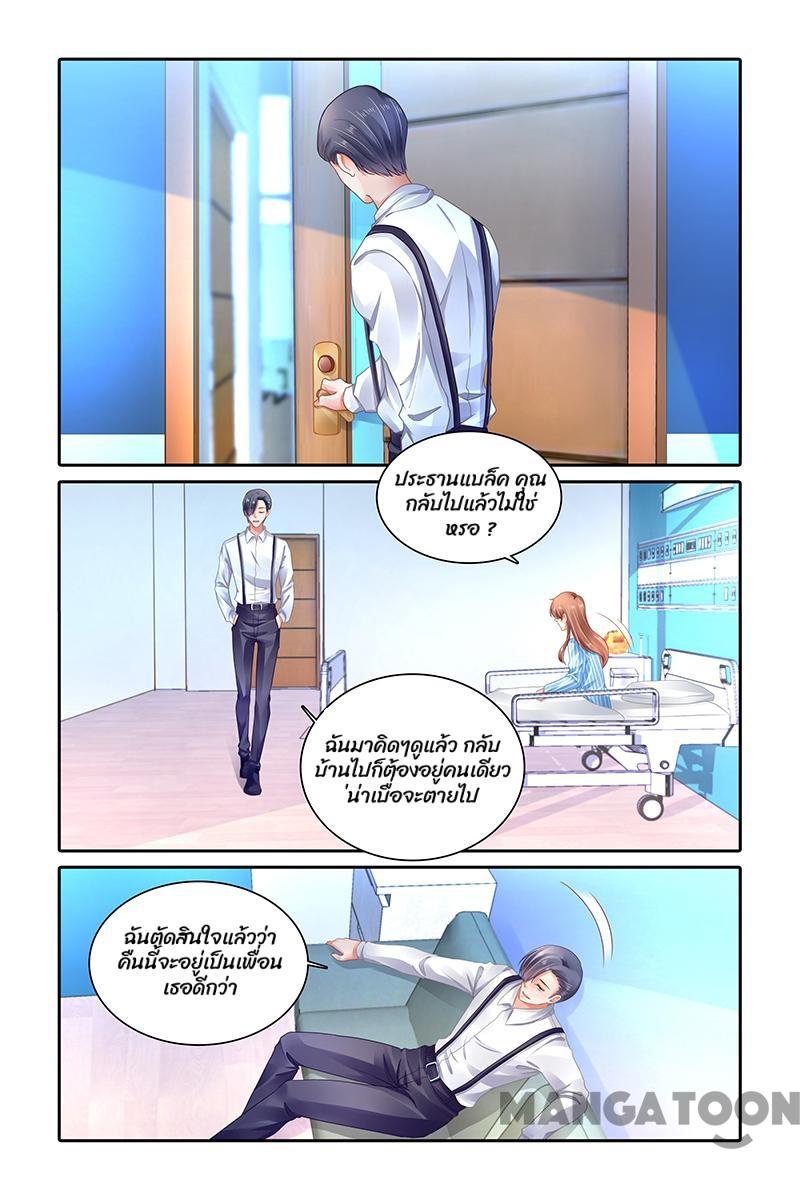 ประธานแบล็ค คุณ
กลับไปแล้วไม่ใช่
หรอ ?
ฉันมาคิดๆดูแล้ว กลับ
บ้านไปก็ต้องอยู่คนเดียว
น่าเบื่อจะตายไป
ฉันตัดสินใจแล้วว่า
คืนนี้จะอยู่เป็นเพื่อน
เธอดีกว่า
MANGATOON